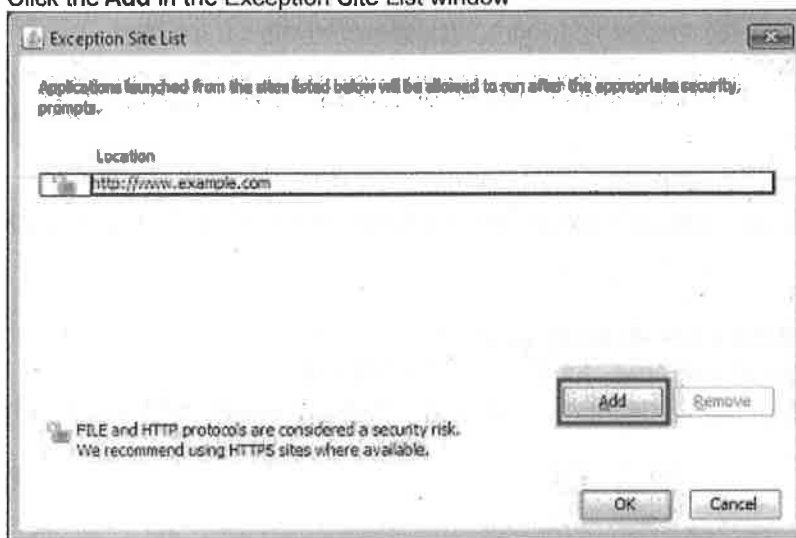 Click the Add in the Exception Site List window
Exception Site List
Applications launched from the sites listed below will be allowed to run after the appropriate security
prompts.
Location
http://www.example.com
Add
Remove
FILE and HTTP protocols are considered a security risk.
We recommend using HTTPS sites where available.
OK
Cancel